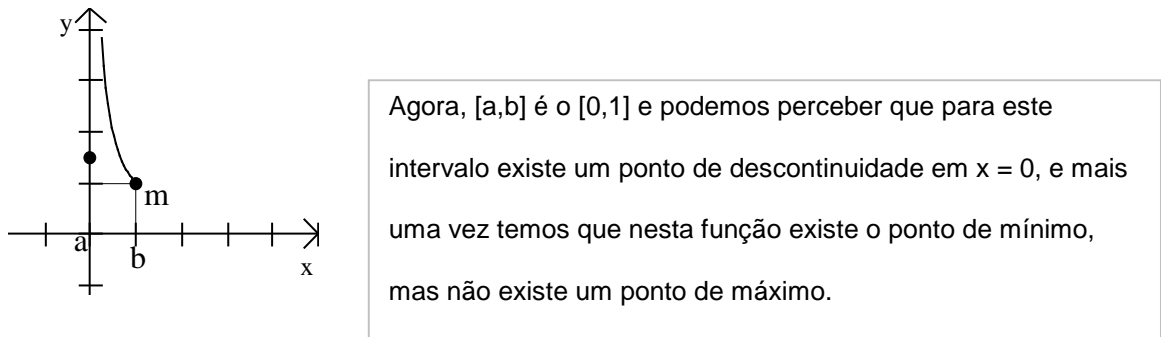 y
a
b
m
x
Agora, [a,b] é o [0,1] e podemos perceber que para este
intervalo existe um ponto de descontinuidade em x = 0, e mais
uma vez temos que nesta função existe o ponto de mínimo,
mas não existe um ponto de máximo.